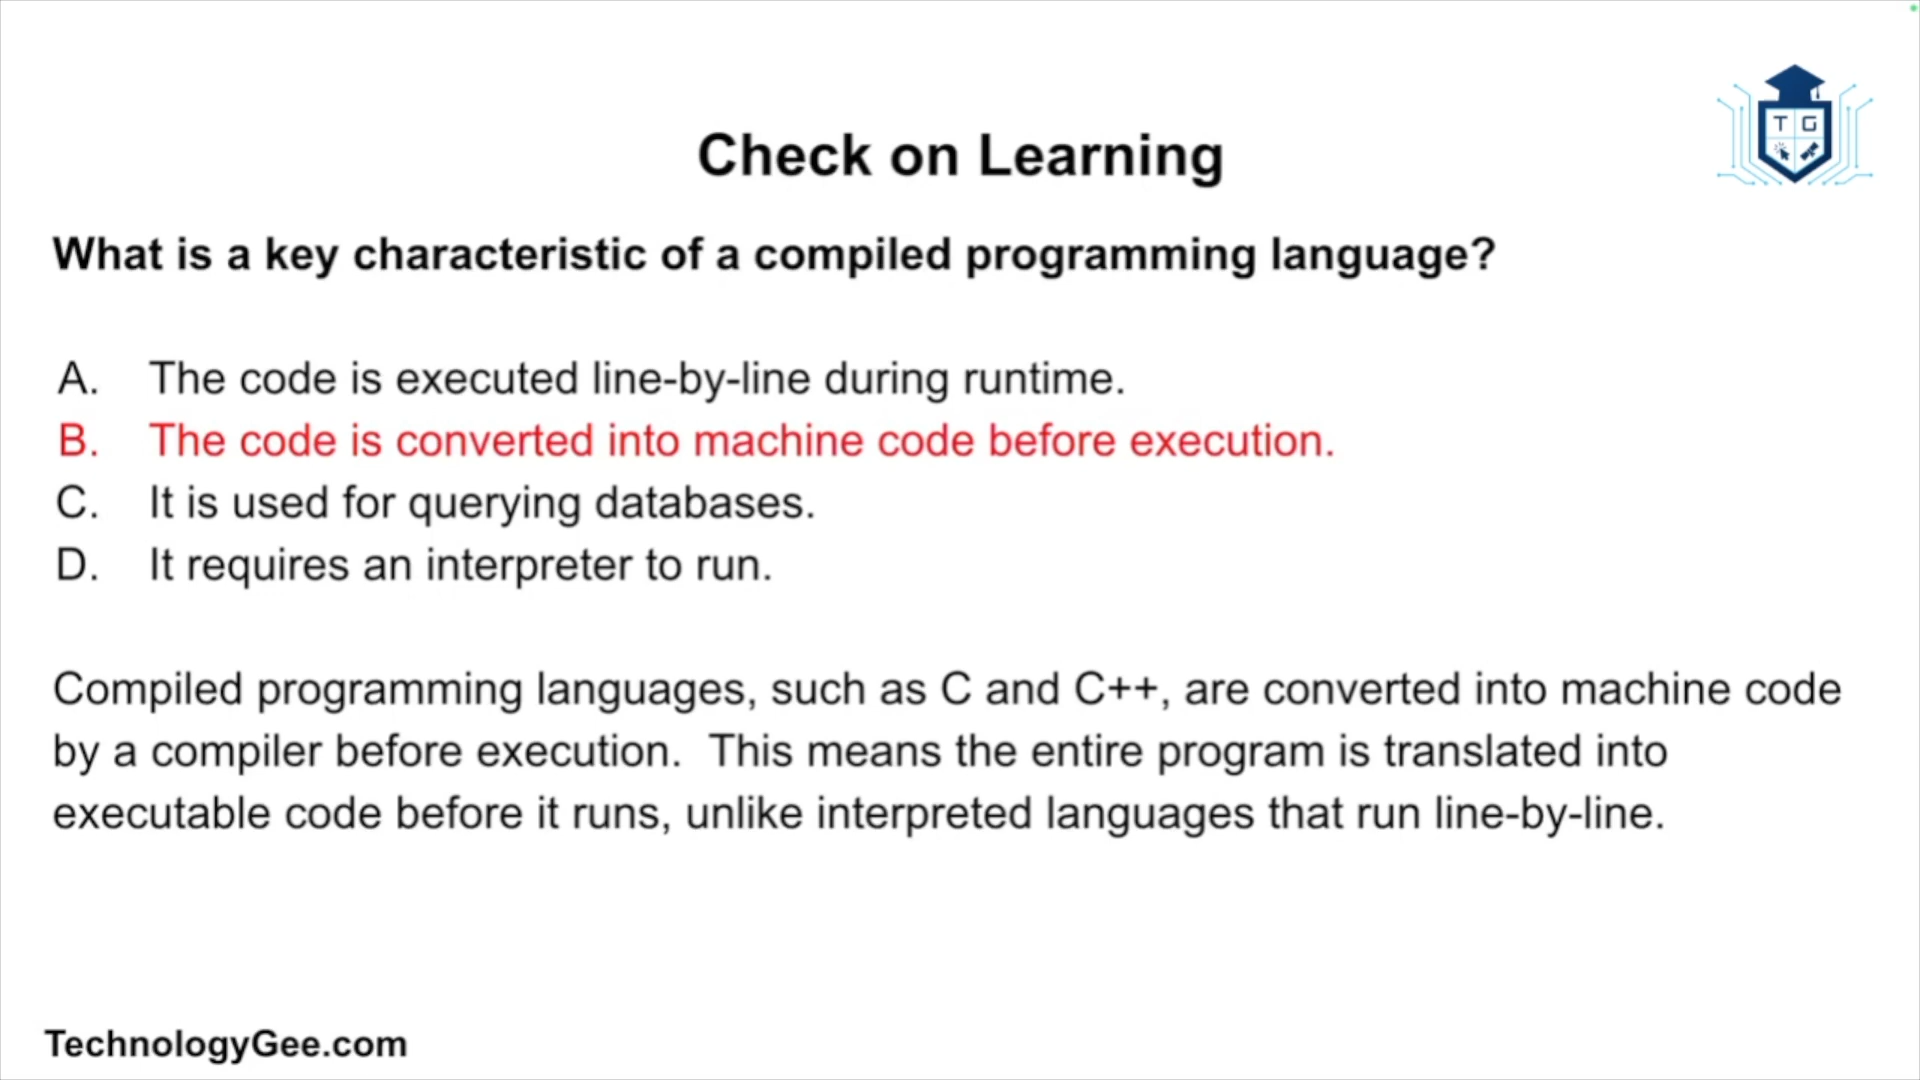 T G
Check on Learning
What is a key characteristic of a compiled programming language?
A. The code is executed line-by-line during runtime.
B. The code is converted into machine code before execution.
C. It is used for querying databases.
D. It requires an interpreter to run.
Compiled programming languages, such as C and C++, are converted into machine code
by a compiler before execution.  This means the entire program is translated into
executable code before it runs, unlike interpreted languages that run line-by-line.
TechnologyGee.com